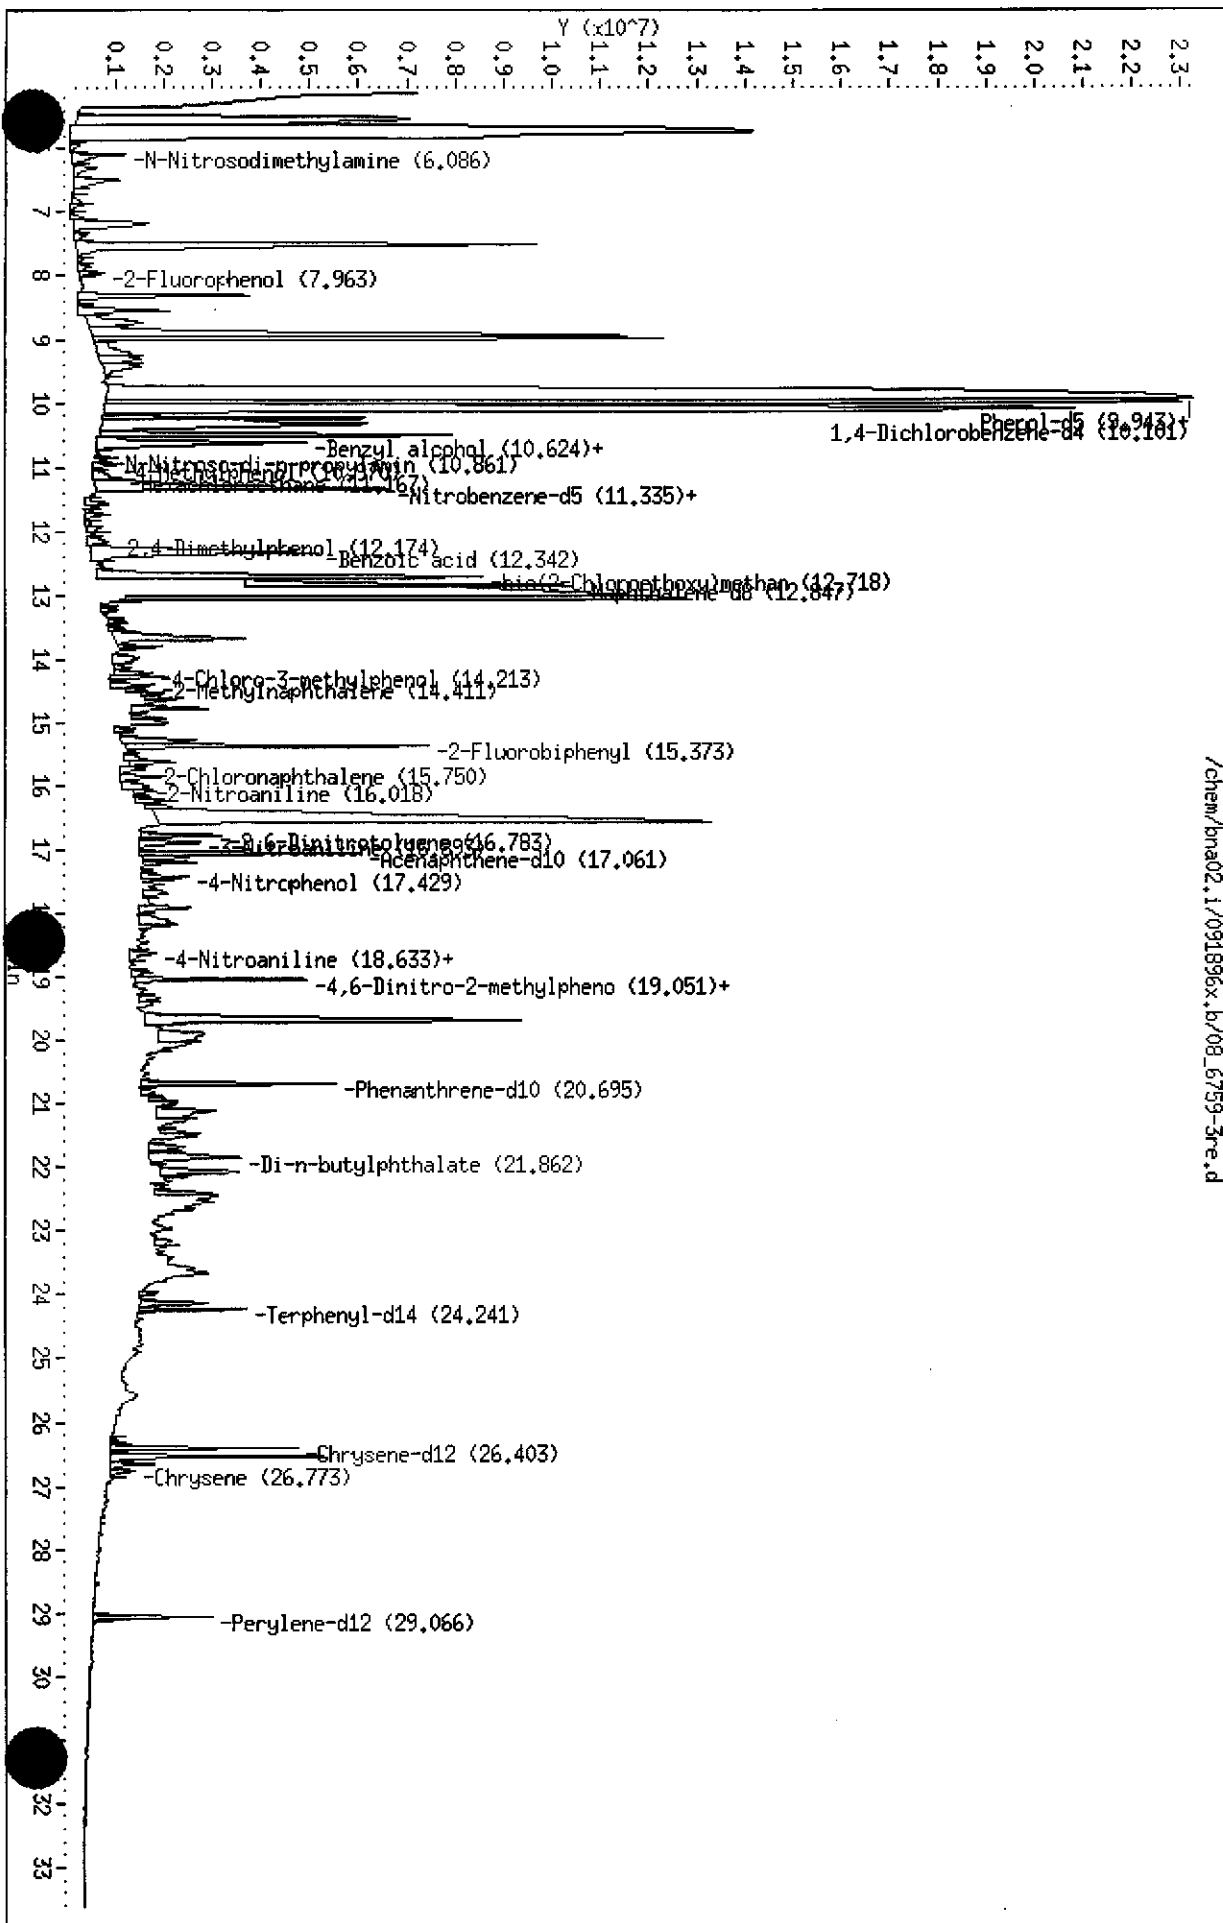 Y (x10^7)
0.1
0.2
0.3
0.4
0.5
0.6
0.7
0.8
0.9
1.0
1.1
1.2
1.3
1.4
1.5
1.6
1.7
1.8
1.9
2.0
2.1
2.2
2.3
-N-Nitrosodimethylamine (6.086)
7
-2-Fluorophenol (7.963)
8
9
10
Phenol-d5 (9.943)+
1,4-Dichlorobenzene-d4 (10.101)
-Benzyl alcohol (10.624)+
-N-Nitroso-di-n-propylamin (10.861)
11
-4-Methylphenol
-Hexachloroethane (11.167)
-Nitrobenzene-d5 (11.335)+
12
2,4-Dimethylphenol (12.174)
-Benzoic acid (12.342)
-bis(2-Chloroethoxy)methan (12.718)
-Naphthalene-d8 (12.847)
13
14
-4-Chloro-3-methylphenol (14.213)
-2-Methylnaphthalene (14.411)
15
-2-Fluorobiphenyl (15.373)
-2-Chloronaphthalene (15.750)
16
-2-Nitroaniline (16.018)
-2,6-Dinitrotoluene (16.783)
-3-Nitroaniline
17
-Acenaphthene-d10 (17.061)
-4-Nitrophenol (17.429)
-4-Nitroaniline (18.633)+
19
-4,6-Dinitro-2-methylpheno (19.051)+
20
-Phenanthrene-d10 (20.695)
21
22
-Di-n-butylphthalate (21.862)
23
24
-Terphenyl-d14 (24.241)
25
26
-Chrysene-d12 (26.403)
-Chrysene (26.773)
27
28
29
-Perylene-d12 (29.066)
30
32
33
/chem/bna02.i/091896x.b/08_6759-3re.d